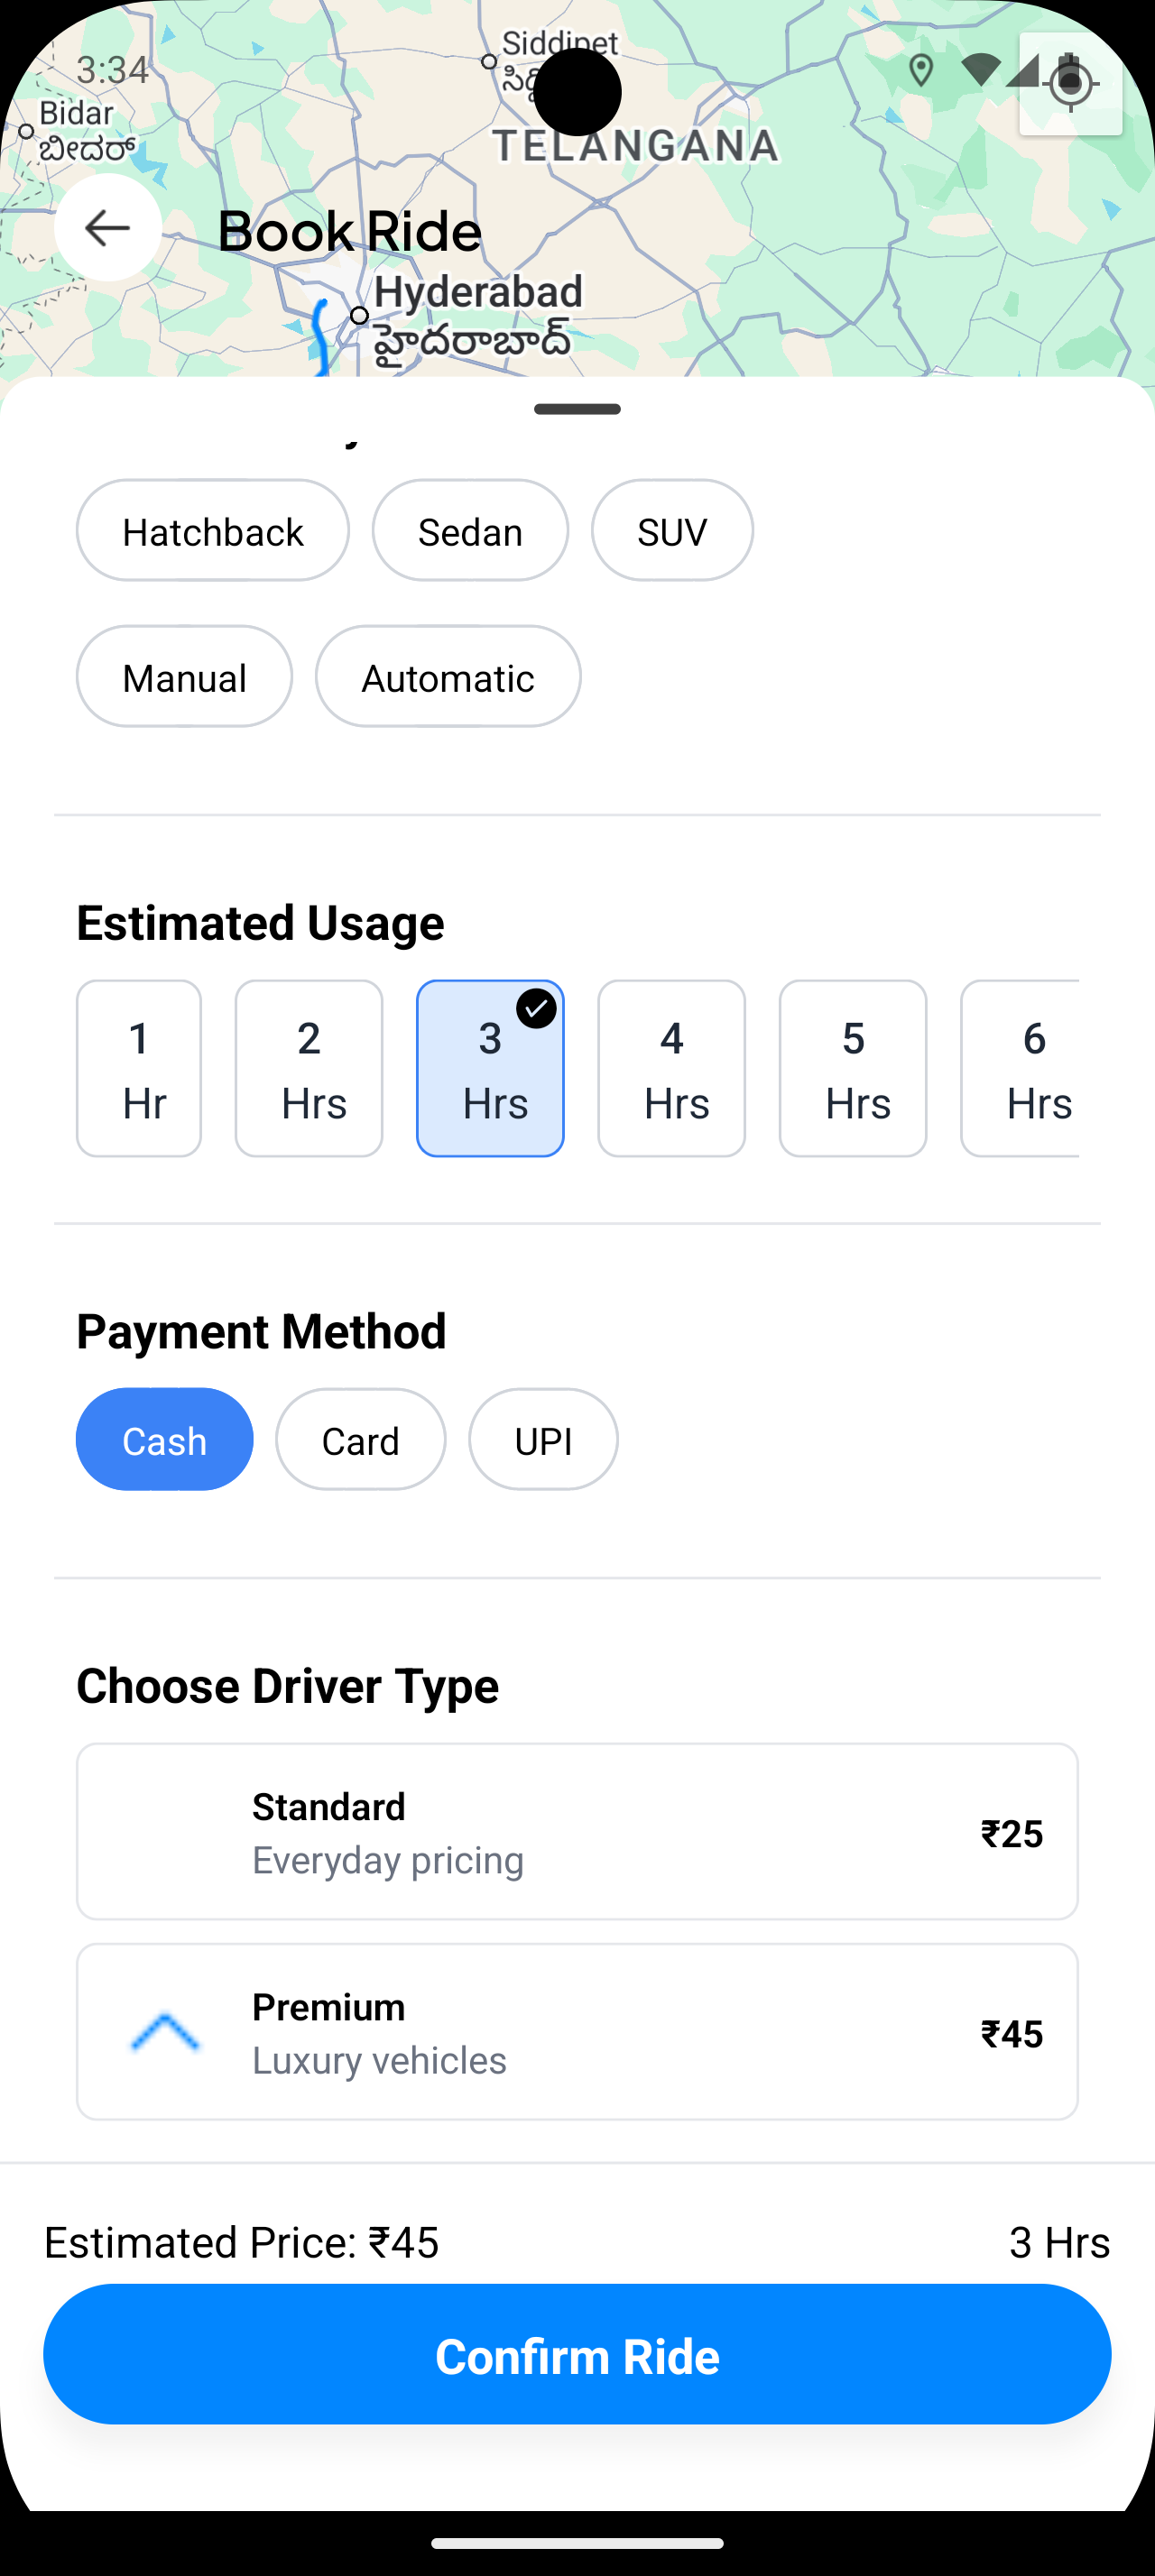 3:34
Siddipet
Bidar
ಬೀದರ್
TELANGANA
Book Ride
Hyderabad
హైదరాబాద్
Hatchback
Sedan
SUV
Manual
Automatic
Estimated Usage
1 Hr
2 Hrs
3 Hrs
4 Hrs
5 Hrs
6 Hrs
Payment Method
Cash
Card
UPI
Choose Driver Type
Standard
Everyday pricing
₹25
Premium
Luxury vehicles
₹45
Estimated Price: ₹45
3 Hrs
Confirm Ride